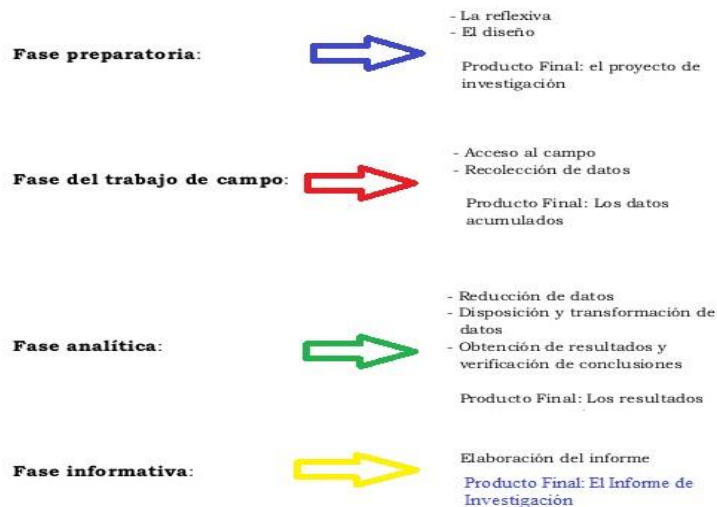 Fase preparatoria:
- La reflexiva
- El diseño
Producto Final: el proyecto de
investigación
Fase del trabajo de campo:
- Acceso al campo
- Recolección de datos
Producto Final: Los datos
acumulados
Fase analítica:
- Reducción de datos
- Disposición y transformación de
datos
- Obtención de resultados y
verificación de conclusiones
Producto Final: Los resultados
Fase informativa:
Elaboración del informe
Producto Final: El Informe de
Investigación